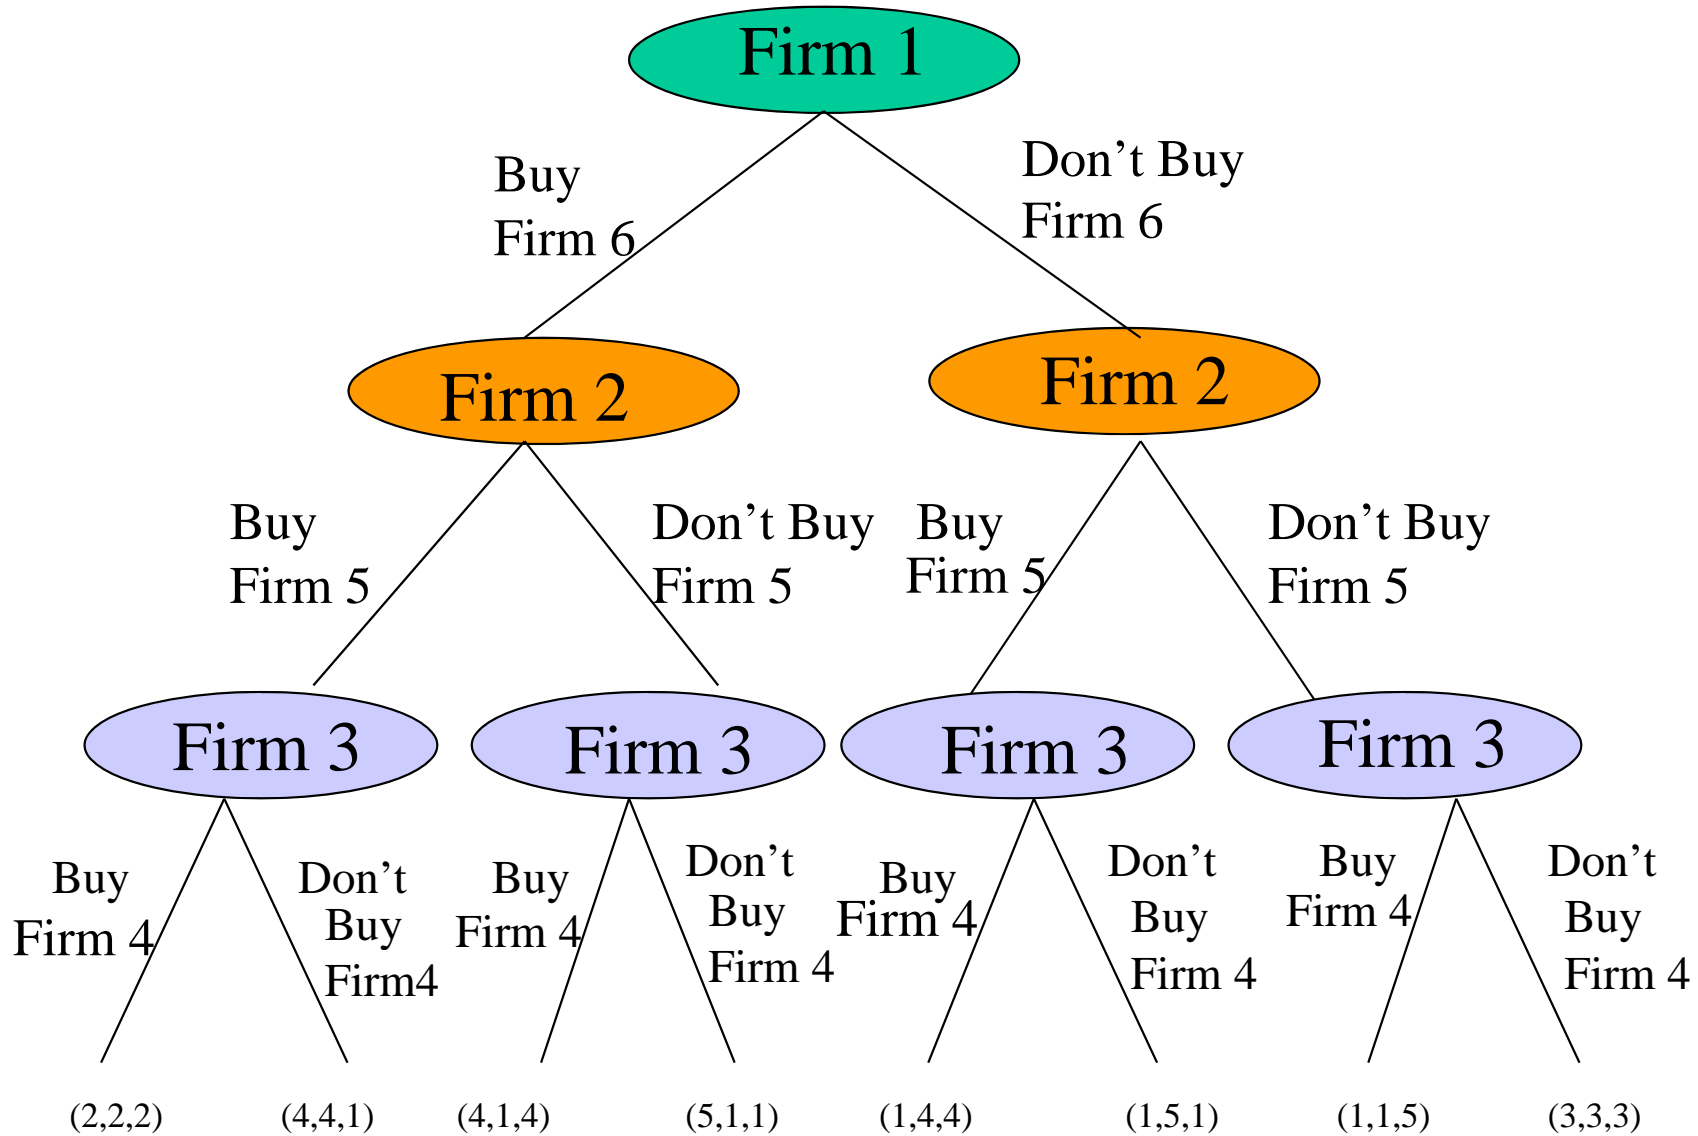 Firm 1
Buy
Firm 6
Don’t Buy
Firm 6
Firm 2
Firm 2
Buy
Firm 5
Don’t Buy
Firm 5
Buy
Firm 5
Don’t Buy
Firm 5
Firm 3
Firm 3
Firm 3
Firm 3
Buy
Firm 4
Don’t
Buy
Firm4
Buy
Firm 4
Don’t
Buy
Firm 4
Buy
Firm 4
Don’t
Buy
Firm 4
Buy
Firm 4
Don’t
Buy
Firm 4
(2,2,2)
(4,4,1)
(4,1,4)
(5,1,1)
(1,4,4)
(1,5,1)
(1,1,5)
(3,3,3)